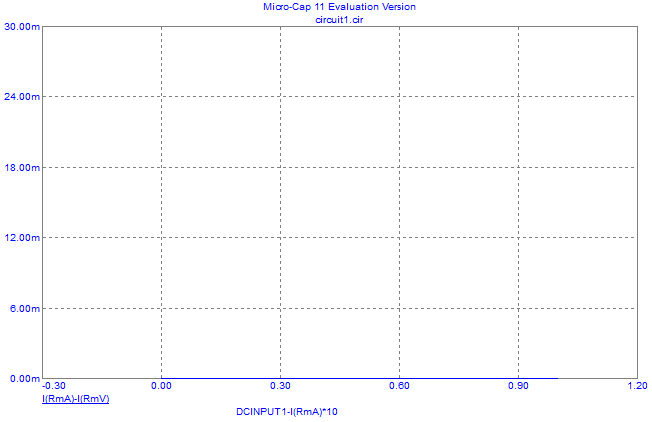 Micro-Cap 11 Evaluation Version
circuit1.cir
30.00m
24.00m
18.00m
12.00m
6.00m
0.00m
-0.30 0.00 0.30 0.60 0.90 1.20
I(RmA)-I(RmV)
DCINPUT1-I(RmA)*10